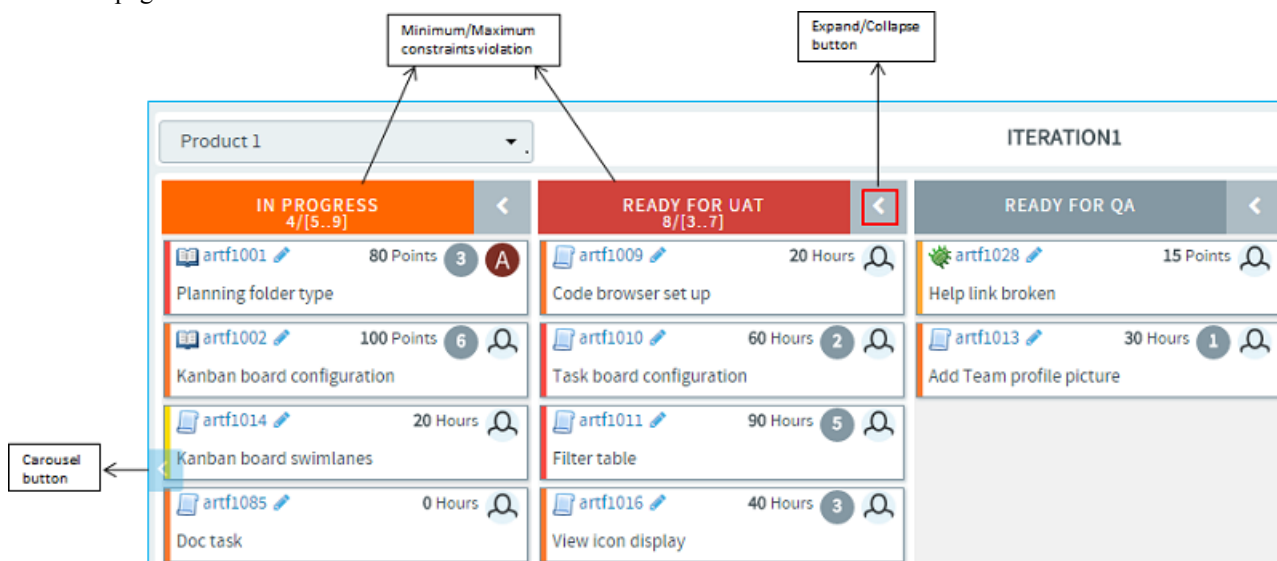 Minimum/Maximum
constraints violation
Expand/Collapse
button
Product 1
ITERATION1
IN PROGRESS
4/[5..9]
READY FOR UAT
8/[3..7]
READY FOR QA
artf1001 80 Points 3 A
Planning folder type
artf1009 20 Hours
Code browser set up
artf1028 15 Points
Help link broken
artf1002 100 Points 6
Kanban board configuration
artf1010 60 Hours 2
Task board configuration
artf1013 30 Hours 1
Add Team profile picture
artf1014 20 Hours
Kanban board swimlanes
artf1011 90 Hours 5
Filter table
Carousel
button
artf1085 0 Hours
Doc task
artf1016 40 Hours 3
View icon display